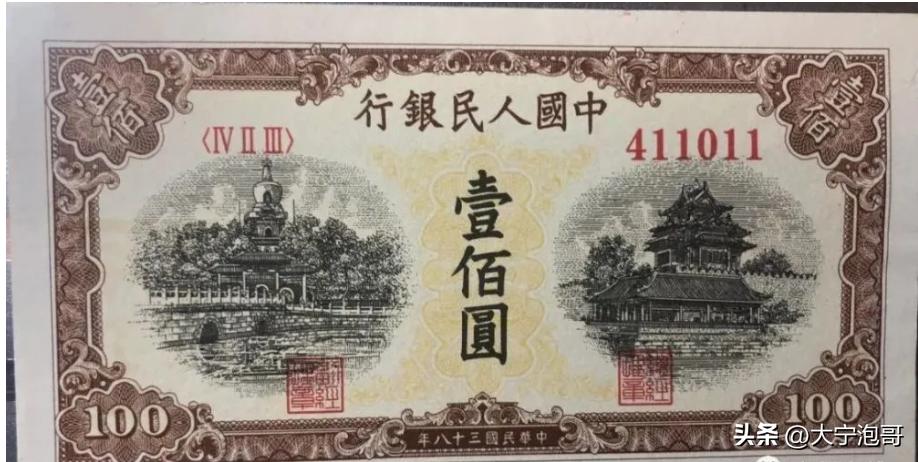 壹佰
壹佰
行銀民人國中
〈Ⅳ Ⅱ Ⅲ〉
411011
壹佰圓
100
100
年八十三國民華中
头条 @大宁泡哥